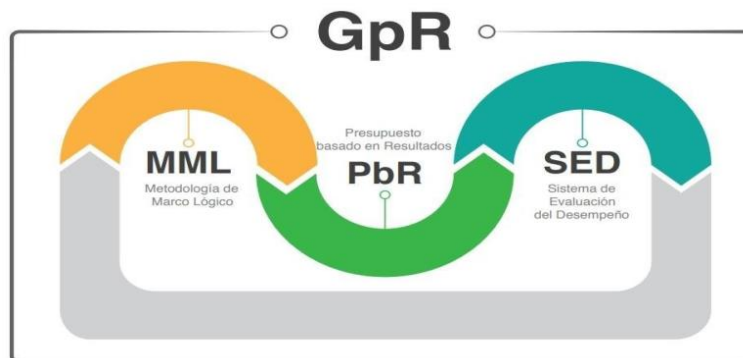 GpR
MML
Metodología de
Marco Lógico
Presupuesto
basado en Resultados
PbR
SED
Sistema de
Evaluación
del Desempeño